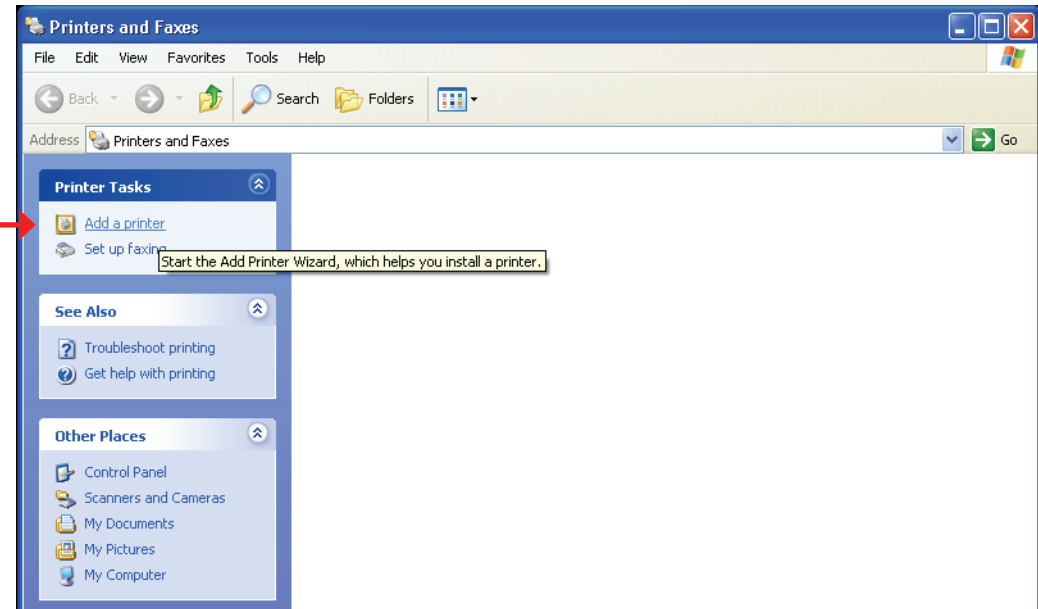 Printers and Faxes
File Edit View Favorites Tools Help
Back Search Folders
Address Printers and Faxes Go
Printer Tasks
Add a printer
Set up faxing
Start the Add Printer Wizard, which helps you install a printer.
See Also
Troubleshoot printing
Get help with printing
Other Places
Control Panel
Scanners and Cameras
My Documents
My Pictures
My Computer